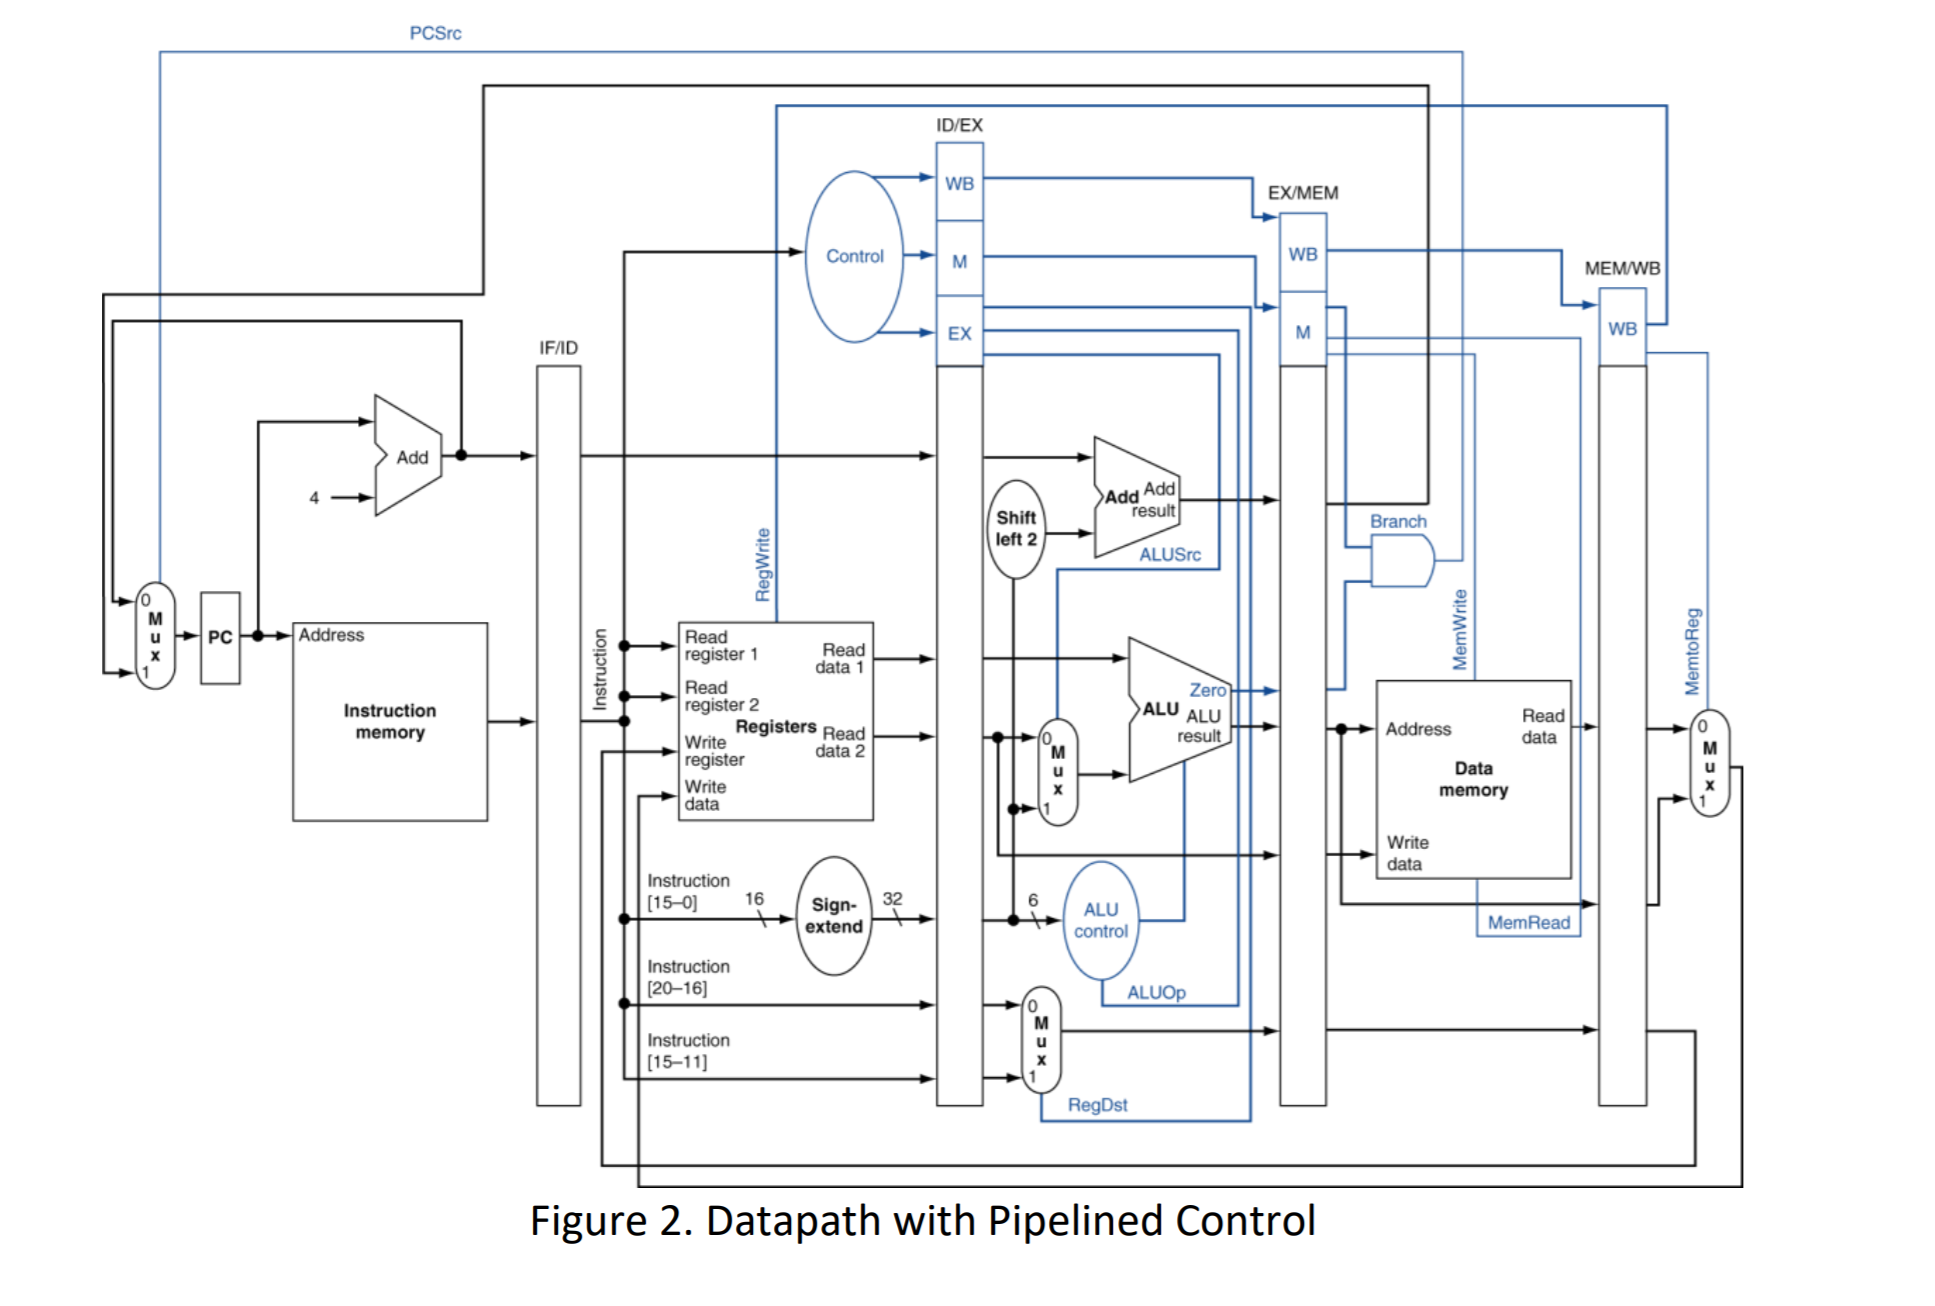 PCSrc
ID/EX
WB
EX/MEM
Control
M
WB
MEM/WB
EX
M
WB
IF/ID
Add
4
Add Add
result
Shift
left 2
Branch
ALUSrc
RegWrite
MemWrite
MemtoReg
0
M
u
x
1
PC
Address
Instruction
memory
Instruction
Read
register 1
Read
data 1
Read
register 2
Registers
Write
register
Read
data 2
Write
data
0
M
u
x
1
Zero
ALU
ALU
result
Address
Read
data
Data
memory
Write
data
0
M
u
x
1
Instruction
[15–0]
16
Sign-
extend
32
6
ALU
control
MemRead
Instruction
[20–16]
ALUOp
0
M
u
x
1
Instruction
[15–11]
RegDst
Figure 2. Datapath with Pipelined Control